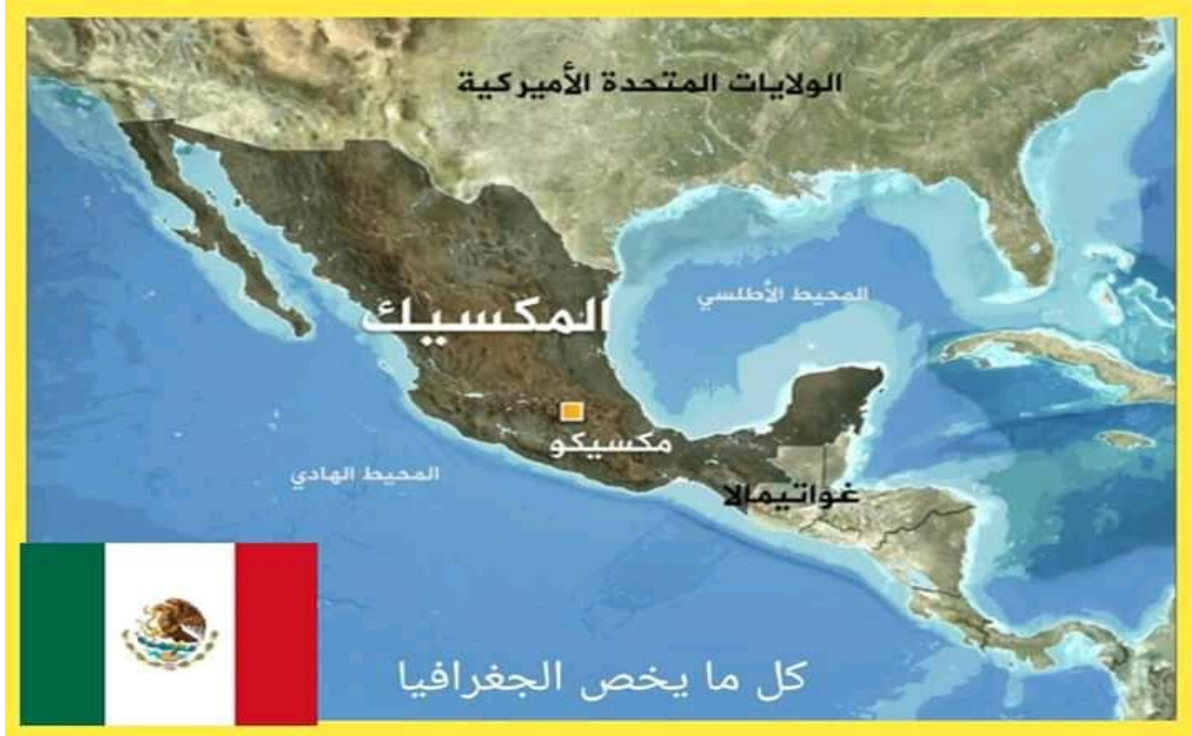 الولايات المتحدة الأميركية
المحيط الأطلسي
المكسيك
مكسيكو
المحيط الهادي
غواتيمالا
كل ما يخص الجغرافيا